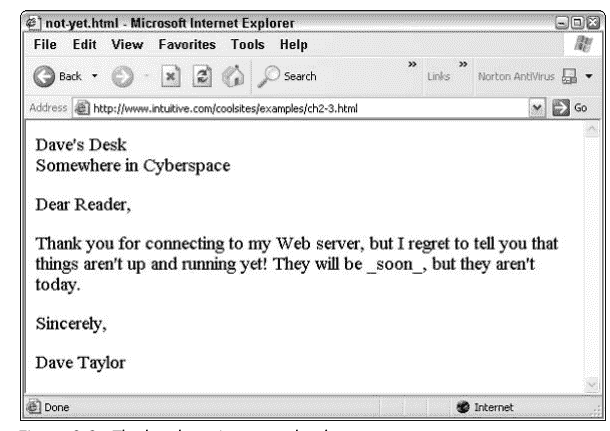 not-yet.html - Microsoft Internet Explorer
File Edit View Favorites Tools Help
Back Search » Links » Norton AntiVirus
Address http://www.intuitive.com/coolsites/examples/ch2-3.html Go
Dave's Desk
Somewhere in Cyberspace
Dear Reader,
Thank you for connecting to my Web server, but I regret to tell you that
things aren't up and running yet! They will be _soon_, but they aren't
today.
Sincerely,
Dave Taylor
Done Internet